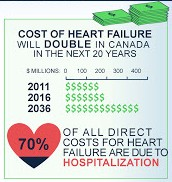 COST OF HEART FAILURE
WILL DOUBLE IN CANADA
IN THE NEXT 20 YEARS
$ MILLIONS 0 100 200 300 400
2011 $$$$$$
2016 $$$$$$
2036 $$$$$$$$$$$$$
70%
OF ALL DIRECT
COSTS FOR HEART
FAILURE ARE DUE TO
HOSPITALIZATION